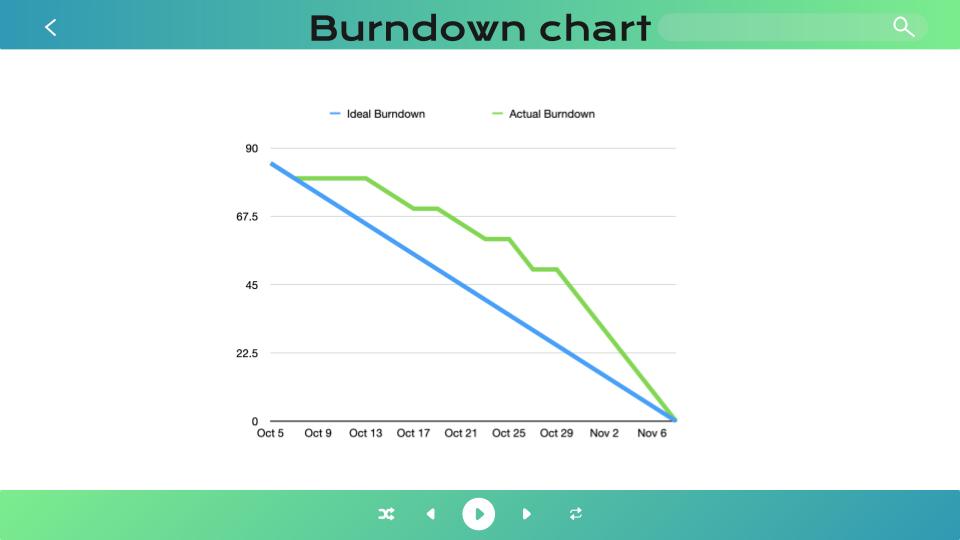 Burndown chart
Ideal Burndown
Actual Burndown
90
67.5
45
22.5
0
Oct 5 Oct 9 Oct 13 Oct 17 Oct 21 Oct 25 Oct 29 Nov 2 Nov 6